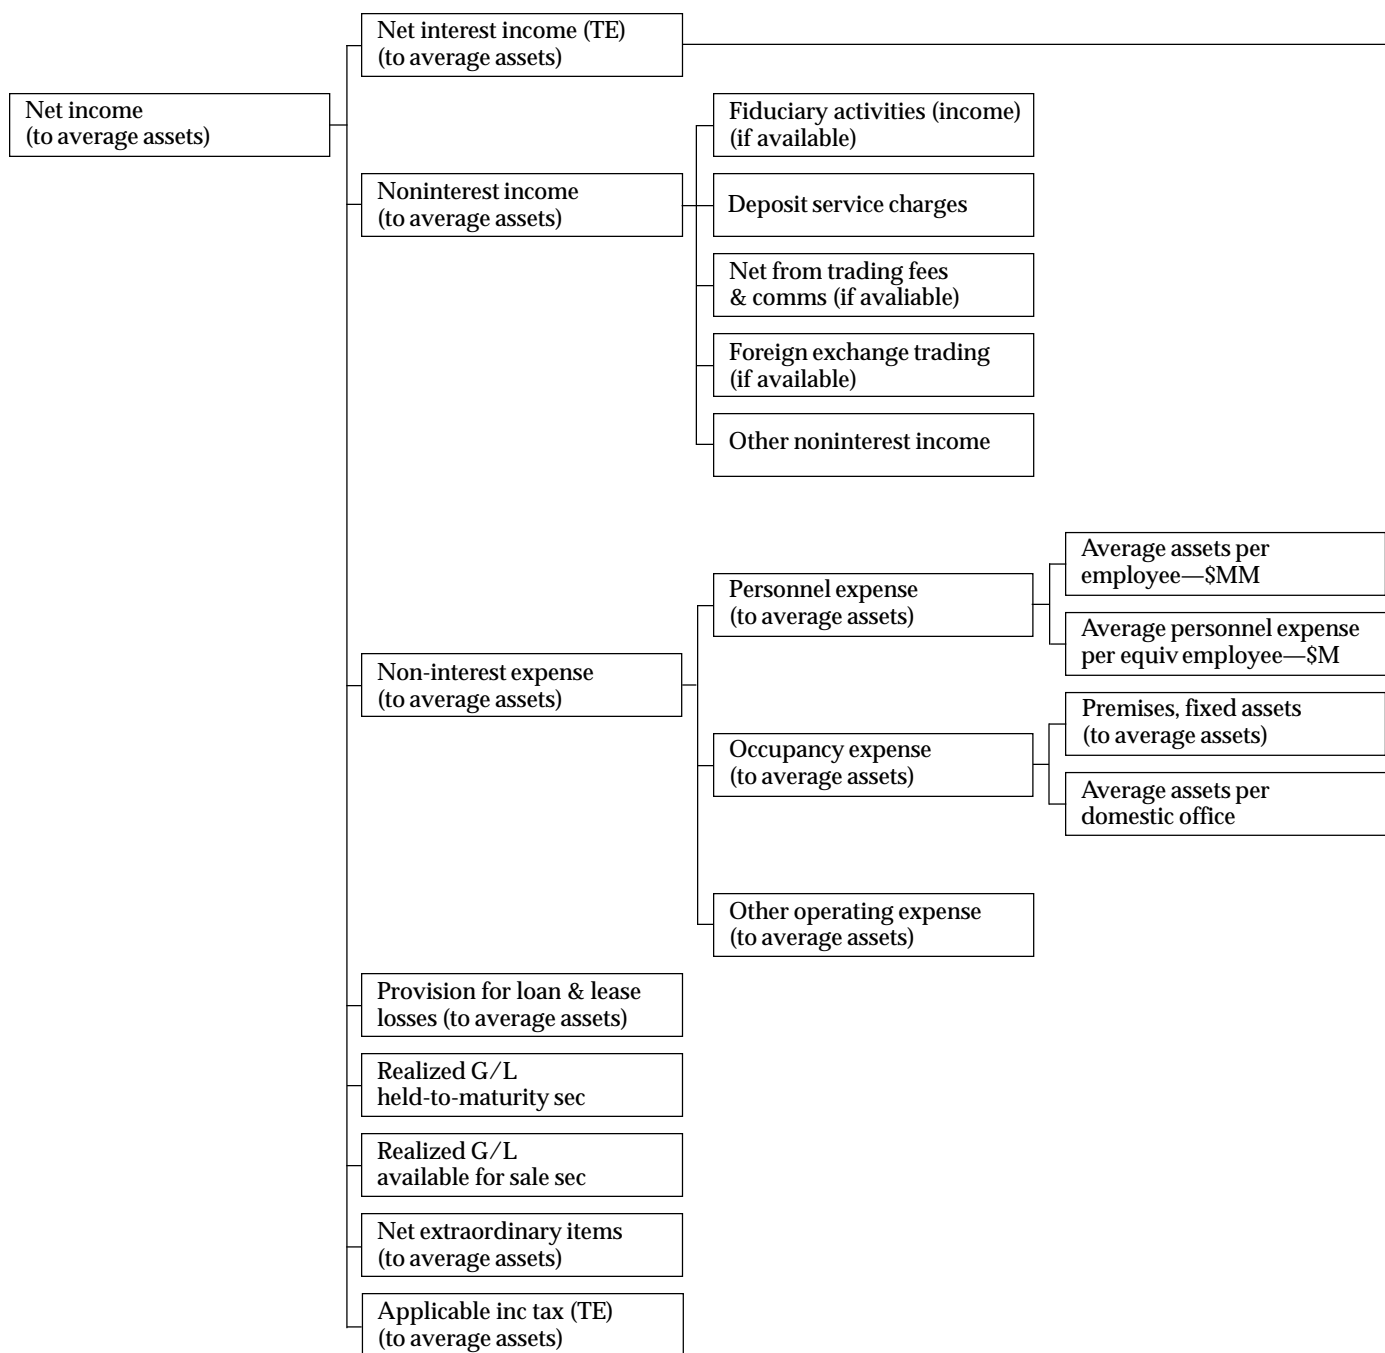 Net interest income (TE)
(to average assets)
Net income
(to average assets)
Fiduciary activities (income)
(if available)
Noninterest income
(to average assets)
Deposit service charges
Net from trading fees
& comms (if avaliable)
Foreign exchange trading
(if available)
Other noninterest income
Average assets per
employee—$MM
Personnel expense
(to average assets)
Average personnel expense
per equiv employee—$M
Non-interest expense
(to average assets)
Premises, fixed assets
(to average assets)
Occupancy expense
(to average assets)
Average assets per
domestic office
Other operating expense
(to average assets)
Provision for loan & lease
losses (to average assets)
Realized G/L
held-to-maturity sec
Realized G/L
available for sale sec
Net extraordinary items
(to average assets)
Applicable inc tax (TE)
(to average assets)